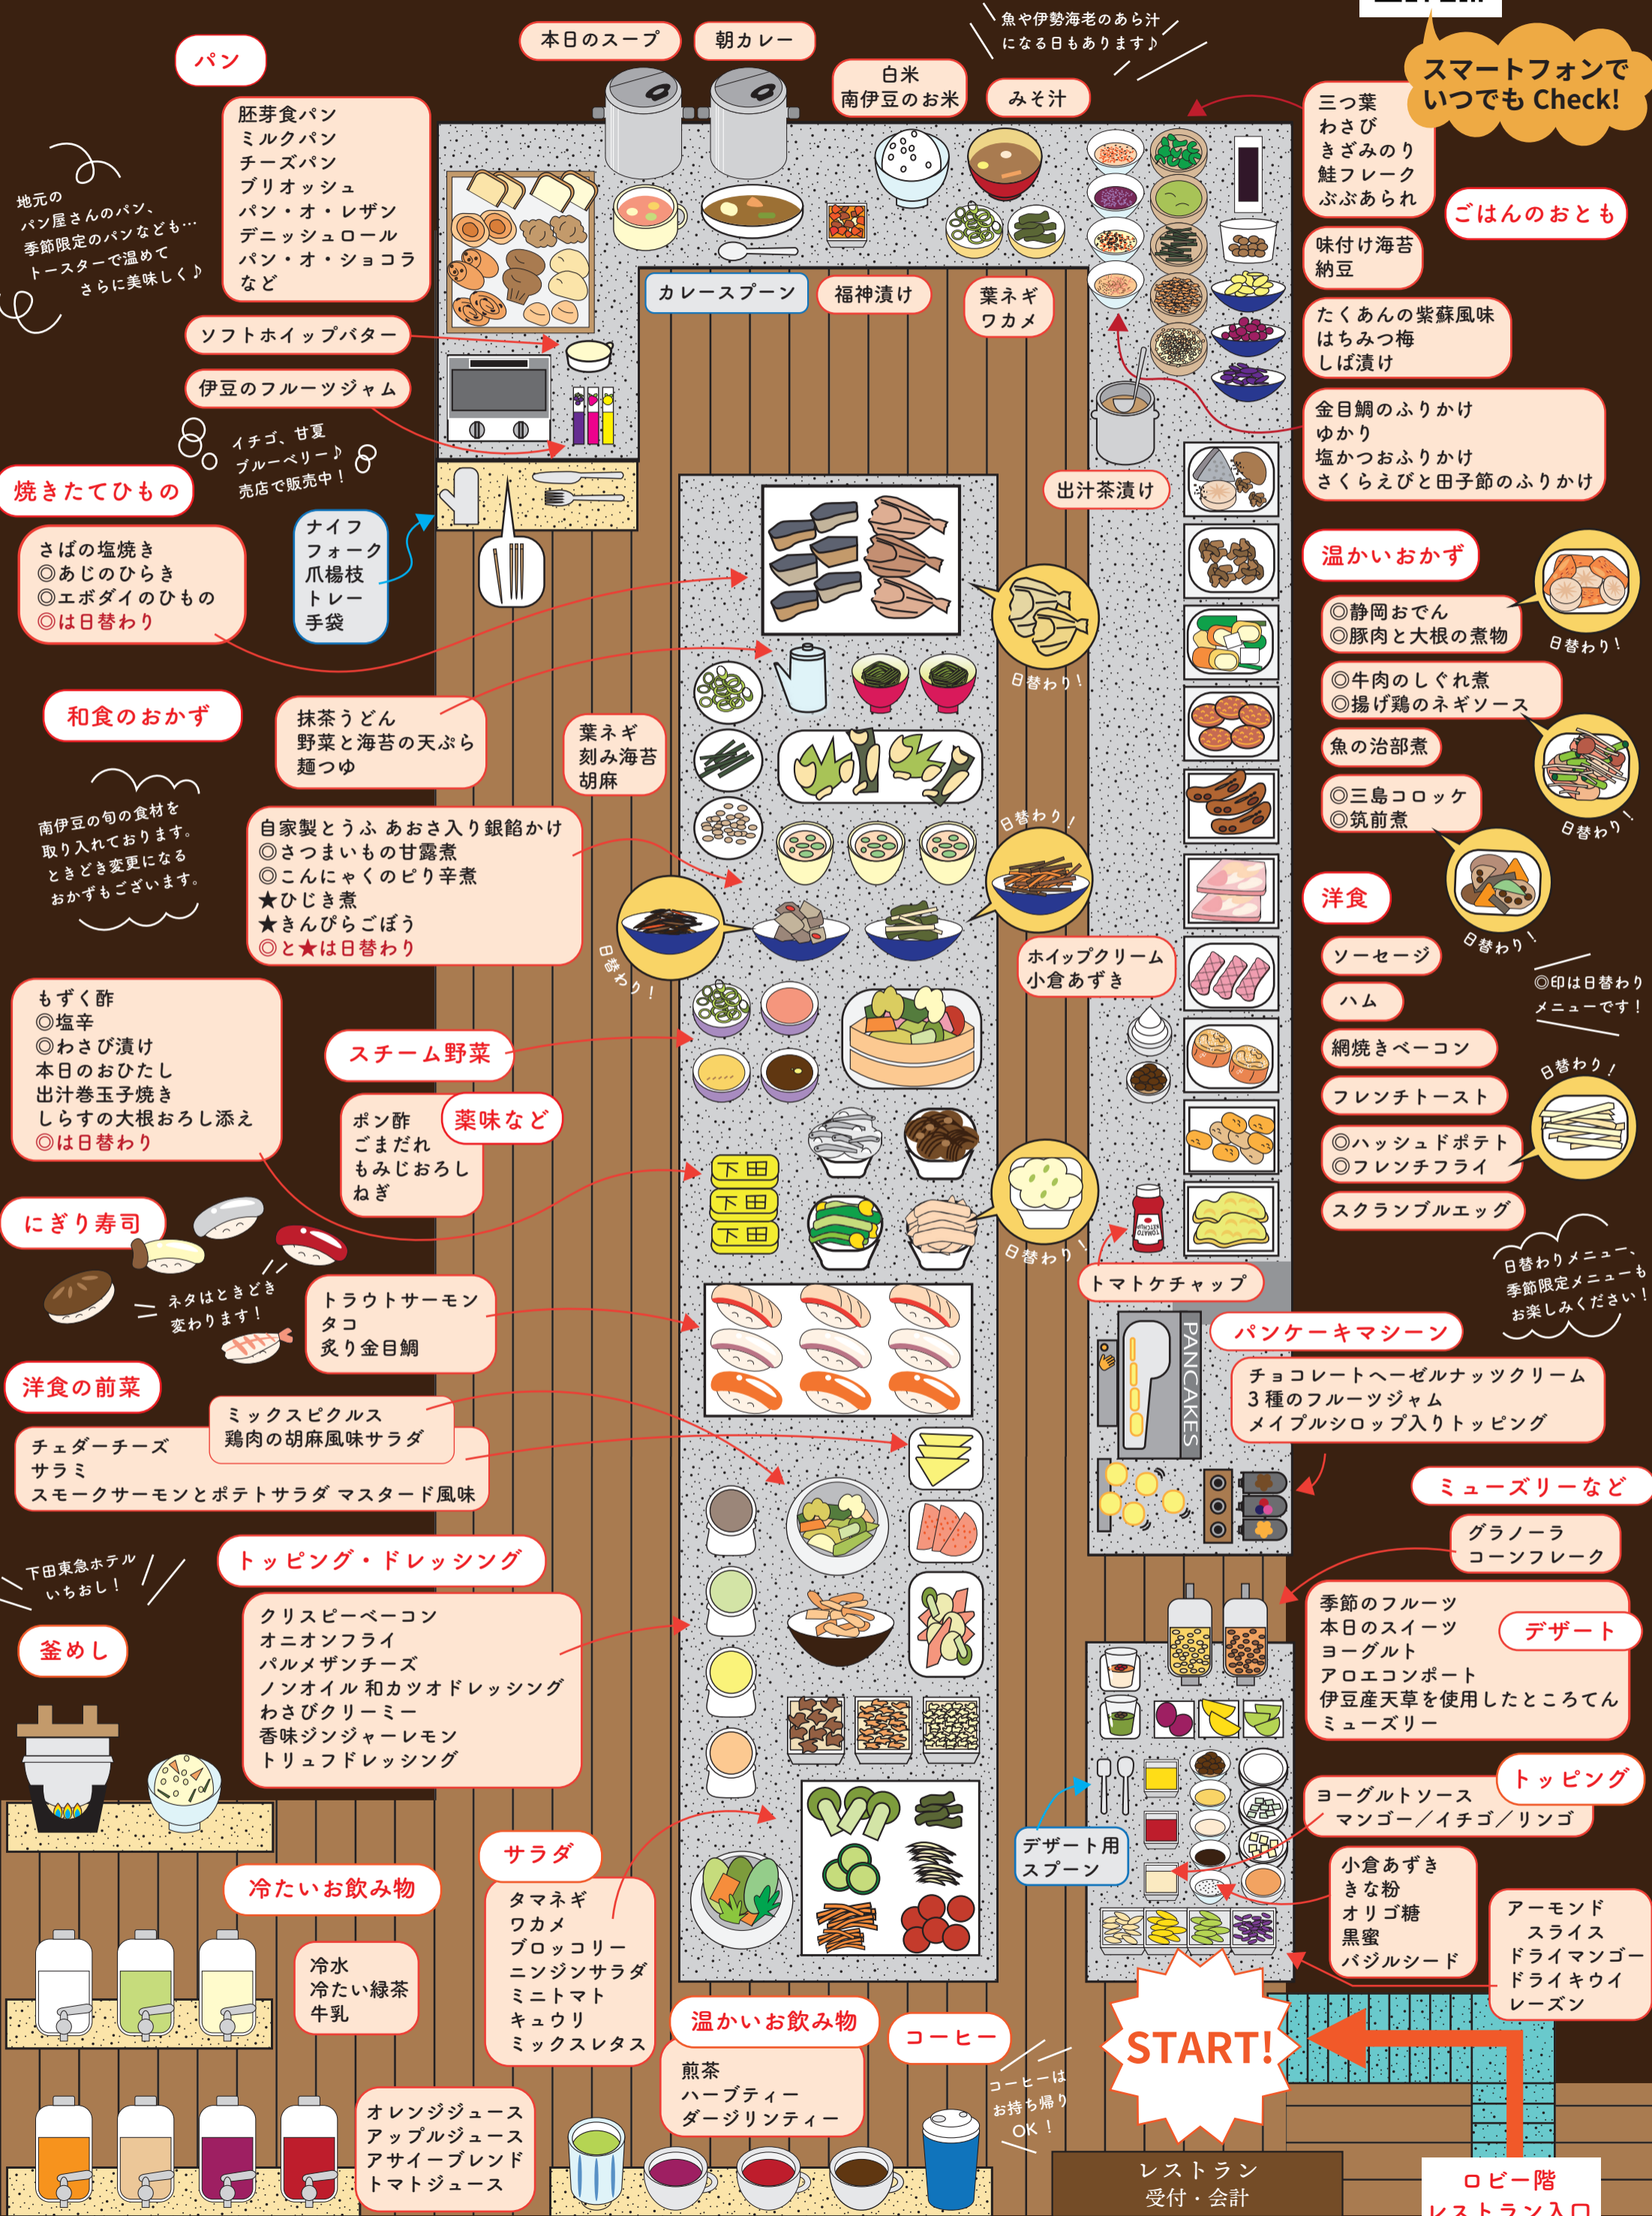 本日のスープ
朝カレー
魚や伊勢海老のあら汁
になる日もあります♪
スマートフォンで
いつでも Check!
パン
白米
南伊豆のお米
みそ汁
胚芽食パン
ミルクパン
チーズパン
ブリオッシュ
パン・オ・レザン
デニッシュロール
パン・オ・ショコラ
など
地元の
パン屋さんのパン、
季節限定のパンなども…
トースターで温めて
さらに美味しく♪
三つ葉
わさび
きざみのり
鮭フレーク
ぶぶあられ
ごはんのおとも
味付け海苔
納豆
たくあんの紫蘇風味
はちみつ梅
しば漬け
金目鯛のふりかけ
ゆかり
塩かつおふりかけ
さくらえびと田子節のふりかけ
カレースプーン
福神漬け
葉ネギ
ワカメ
ソフトホイップバター
伊豆のフルーツジャム
イチゴ、甘夏
ブルーベリー♪
売店で販売中！
出汁茶漬け
焼きたてひもの
さばの塩焼き
◎あじのひらき
◎エボダイのひもの
◎は日替わり
ナイフ
フォーク
爪楊枝
トレー
手袋
日替わり！
温かいおかず
◎静岡おでん
◎豚肉と大根の煮物
日替わり！
◎牛肉のしぐれ煮
◎揚げ鶏のネギソース
魚の治部煮
日替わり！
◎三島コロッケ
◎筑前煮
日替わり！
和食のおかず
抹茶うどん
野菜と海苔の天ぷら
麺つゆ
葉ネギ
刻み海苔
胡麻
南伊豆の旬の食材を
取り入れております。
ときどき変更になる
おかずもございます。
自家製とうふ あおさ入り銀餡かけ
◎さつまいもの甘露煮
◎こんにゃくのピリ辛煮
★ひじき煮
★きんぴらごぼう
◎と★は日替わり
日替わり！
日替わり！
洋食
ソーセージ
ハム
網焼きベーコン
フレンチトースト
◎ハッシュドポテト
◎フレンチフライ
スクランブルエッグ
◎印は日替わり
メニューです！
日替わり！
ホイップクリーム
小倉あずき
もずく酢
◎塩辛
◎わさび漬け
本日のおひたし
出汁巻玉子焼き
しらすの大根おろし添え
◎は日替わり
スチーム野菜
薬味など
ポン酢
ごまだれ
もみじおろし
ねぎ
下田
下田
下田
日替わり！
TOMATO
KETCHUP
トマトケチャップ
日替わりメニュー、
季節限定メニューも
お楽しみください！
にぎり寿司
ネタはときどき
変わります！
トラウトサーモン
タコ
炙り金目鯛
PANCAKES
パンケーキマシーン
チョコレートヘーゼルナッツクリーム
3種のフルーツジャム
メイプルシロップ入りトッピング
洋食の前菜
ミックスピクルス
鶏肉の胡麻風味サラダ
チェダーチーズ
サラミ
スモークサーモンとポテトサラダ マスタード風味
ミューズリーなど
グラノーラ
コーンフレーク
トッピング・ドレッシング
クリスピーベーコン
オニオンフライ
パルメザンチーズ
ノンオイル 和カツオドレッシング
わさびクリーミー
香味ジンジャーレモン
トリュフドレッシング
下田東急ホテル
いちおし！
釜めし
季節のフルーツ
本日のスイーツ
ヨーグルト
アロエコンポート
伊豆産天草を使用したところてん
ミューズリー
デザート
トッピング
ヨーグルトソース
マンゴー／イチゴ／リンゴ
デザート用
スプーン
小倉あずき
きな粉
オリゴ糖
黒蜜
バジルシード
アーモンド
スライス
ドライマンゴー
ドライキウイ
レーズン
サラダ
タマネギ
ワカメ
ブロッコリー
ニンジンサラダ
ミニトマト
キュウリ
ミックスレタス
冷たいお飲み物
冷水
冷たい緑茶
牛乳
オレンジジュース
アップルジュース
アサイーブレンド
トマトジュース
温かいお飲み物
煎茶
ハーブティー
ダージリンティー
コーヒー
コーヒーは
お持ち帰り
OK！
START!
レストラン
受付・会計
ロビー階
レストラン入口